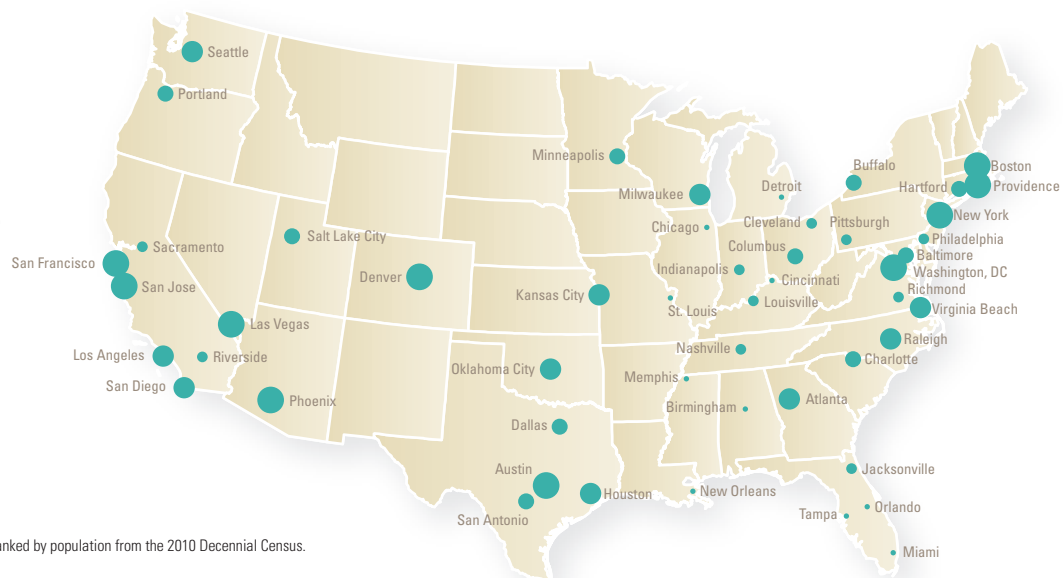 Seattle
Portland
Minneapolis
Buffalo
Boston
Milwaukee
Detroit
Hartford
Providence
New York
Chicago
Cleveland
Pittsburgh
Salt Lake City
Sacramento
Columbus
Philadelphia
Baltimore
San Francisco
Denver
Indianapolis
Cincinnati
Washington, DC
San Jose
Kansas City
St. Louis
Louisville
Richmond
Virginia Beach
Las Vegas
Raleigh
Los Angeles
Riverside
Nashville
Charlotte
San Diego
Oklahoma City
Memphis
Phoenix
Birmingham
Atlanta
Dallas
Austin
Jacksonville
Houston
New Orleans
San Antonio
Orlando
Tampa
Miami
anked by population from the 2010 Decennial Census.